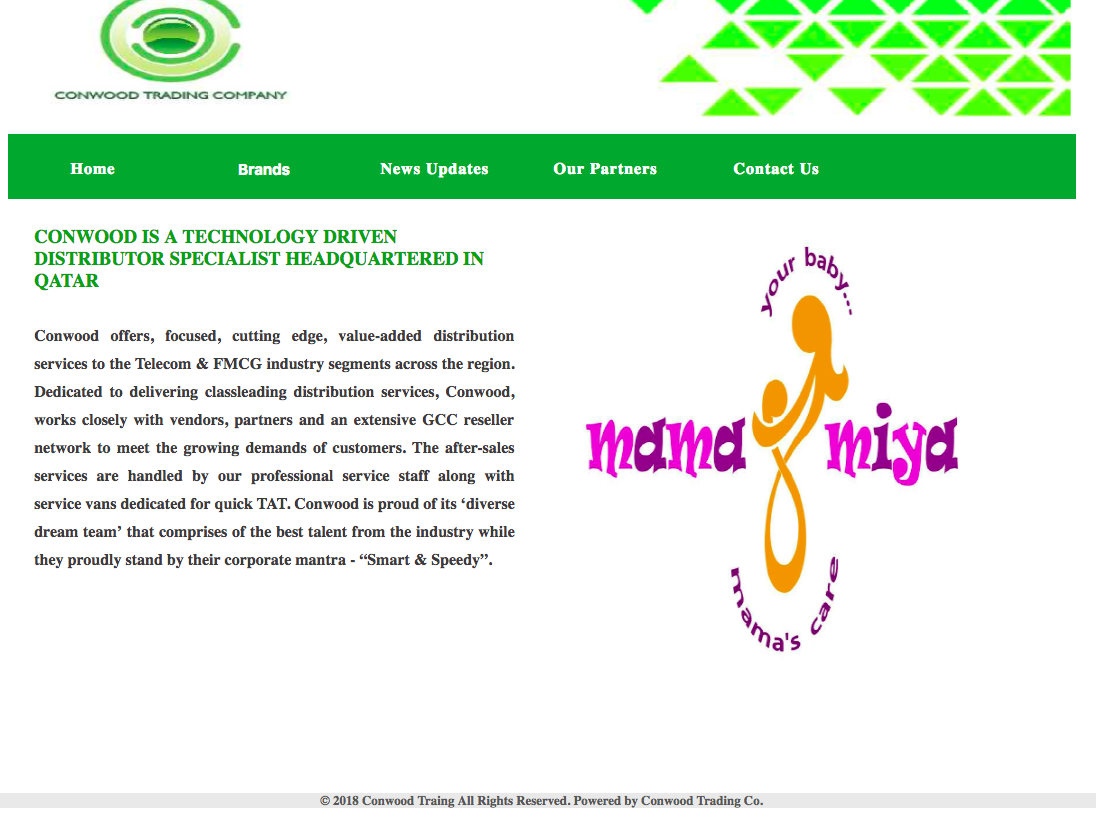 CONWOOD TRADING COMPANY
Home Brands News Updates Our Partners Contact Us
CONWOOD IS A TECHNOLOGY DRIVEN
DISTRIBUTOR SPECIALIST HEADQUARTERED IN
QATAR
Conwood offers, focused, cutting edge, value-added distribution
services to the Telecom & FMCG industry segments across the region.
Dedicated to delivering classleading distribution services, Conwood,
works closely with vendors, partners and an extensive GCC reseller
network to meet the growing demands of customers. The after-sales
services are handled by our professional service staff along with
service vans dedicated for quick TAT. Conwood is proud of its ‘diverse
dream team’ that comprises of the best talent from the industry while
they proudly stand by their corporate mantra - “Smart & Speedy”.
your baby...
mama miya
mama's care
© 2018 Conwood Traing All Rights Reserved. Powered by Conwood Trading Co.